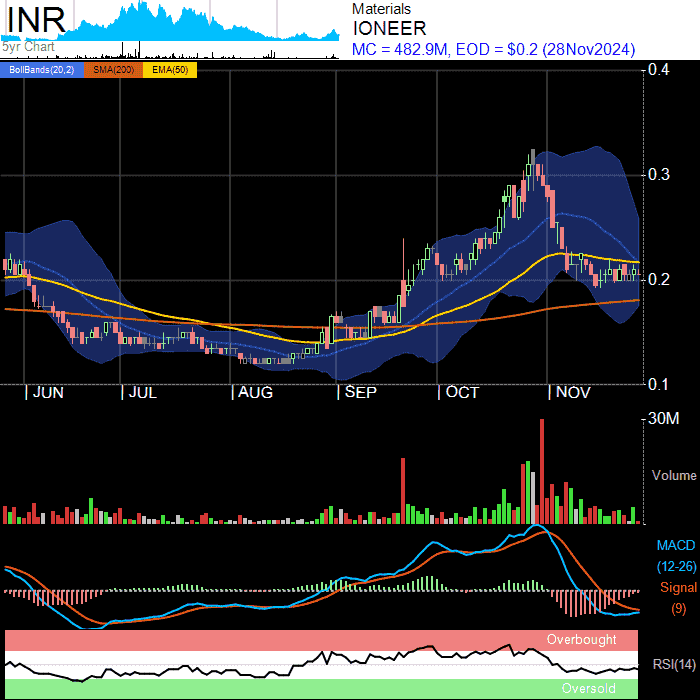 INR
Materials
IONEER
5yr Chart
MC = 482.9M, EOD = $0.2 (28Nov2024)
BollBands(20,2) SMA(200) EMA(50)
0.4
0.3
0.2
0.1
JUN JUL AUG SEP OCT NOV
30M
Volume
MACD
(12-26)
Signal
(9)
Overbought
RSI(14)
Oversold